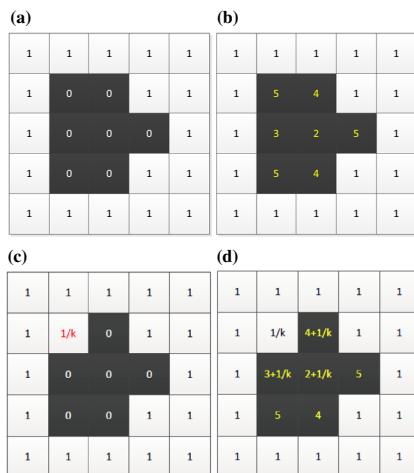 (a) (b)
1 1 1 1 1 1 1 1 1 1
1 0 0 1 1 1 5 4 1 1
1 0 0 0 1 1 3 2 5 1
1 0 0 1 1 1 5 4 1 1
1 1 1 1 1 1 1 1 1 1
(c) (d)
1 1 1 1 1 1 1 1 1 1
1 1/k 0 1 1 1 1/k 4+1/k 1 1
1 0 0 0 1 1 3+1/k 2+1/k 5 1
1 0 0 1 1 1 5 4 1 1
1 1 1 1 1 1 1 1 1 1